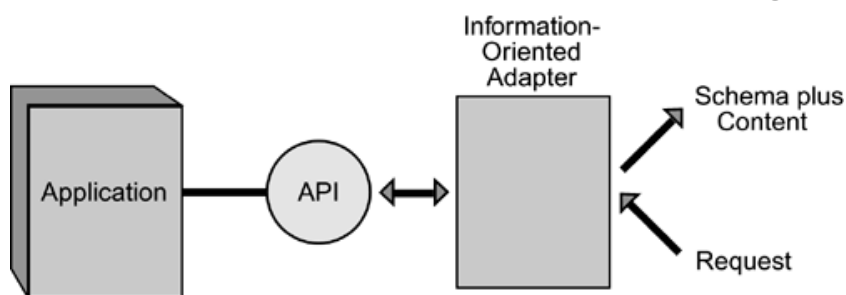 Information-
Oriented
Adapter
Schema plus
Content
Application
API
Request